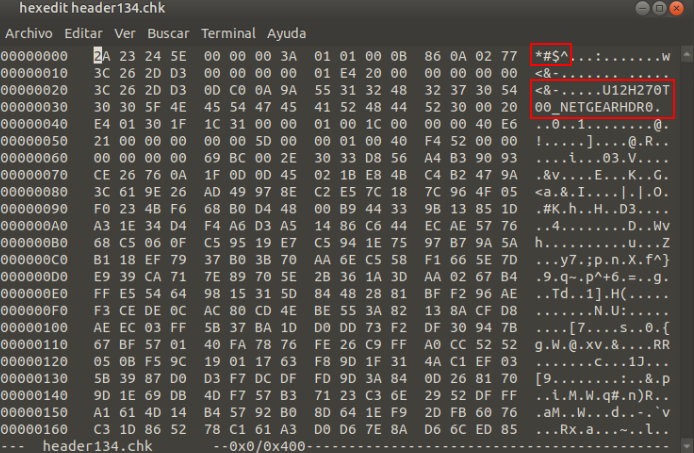 hexedit header134.chk
Archivo Editar Ver Buscar Terminal Ayuda
00000000 2A 23 24 5E 00 00 00 3A 01 01 00 0B 86 0A 02 77 *#$^...:.......w
00000010 3C 26 2D D3 00 00 00 00 01 E4 20 00 00 00 00 00 <&-....... ......
00000020 3C 26 2D D3 0D C0 0A 9A 55 31 32 48 32 37 30 54 <&-.....U12H270T
00000030 30 30 5F 4E 45 54 47 45 41 52 48 44 52 30 00 20 00_NETGEARHDR0.
00000040 E4 01 30 1F 1C 31 00 00 01 00 1C 00 00 00 40 E6 ..0..1........@.
00000050 21 00 00 00 00 00 5D 00 00 01 00 40 F4 52 00 00 !.....]....@.R..
00000060 00 00 00 00 69 BC 00 2E 30 33 D8 56 A4 B3 90 93 ....i...03.V....
00000070 CE 26 76 0A 1F 0D 0D 45 02 1B E8 4B C4 B2 47 9A .&v....E...K..G.
00000080 3C 61 9E 26 AD 49 97 8E C2 E5 7C 18 7C 96 4F 05 <a.&.I....|.|.O.
00000090 F0 23 4B F6 68 B0 D4 48 00 B9 44 33 9B 13 85 1D .#K.h..H..D3....
000000A0 A3 1E 34 D4 F4 A6 D3 A5 14 86 C6 44 EC AE 57 76 ..4........D..Wv
000000B0 68 C5 06 0F C5 95 19 E7 C5 94 1E 75 97 B7 9A 5A h..........u...Z
000000C0 B1 18 EF 79 37 B0 3B 70 AA 6E C5 58 F1 66 5E 7D ...y7.;p.n.X.f^}
000000D0 E9 39 CA 71 7E 89 70 5E 2B 36 1A 3D AA 02 67 B4 .9.q~.p^+6.=..g.
000000E0 FF E5 54 64 98 15 31 5D 84 48 28 81 BF F2 96 AE ..Td..1].H(.....
000000F0 F3 CE DE 0C AC 80 CD 4E BE 55 3A 82 13 8A CF D8 .......N.U:.....
00000100 AE EC 03 FF 5B 37 BA 1D D0 DD 73 F2 DF 30 94 7B ....[7....s..0.{
00000110 67 BF 57 01 40 FA 78 76 FE 26 C9 FF A0 CC 52 52 g.W.@.xv.&....RR
00000120 05 0B F5 9C 19 01 17 63 F8 9D 1F 31 4A C1 EF 03 .......c...1J...
00000130 5B 39 87 D0 D3 F7 DC DF FD 9D 3A 84 0D 26 81 70 [9........:..&.p
00000140 9D 1E 69 DB 4D F7 57 B3 71 23 C3 6E 29 52 DF FF ..i.M.W.q#.n)R..
00000150 A1 61 4D 14 B4 57 92 B0 8D 64 1E F9 2D FB 60 76 .aM..W...d..-.`v
00000160 C3 1D 86 52 78 C1 61 A3 D0 D6 7E 8A D6 6C ED 85 ...Rx.a...~..l..
--- header134.chk --0x0/0x400--------------------------------------------